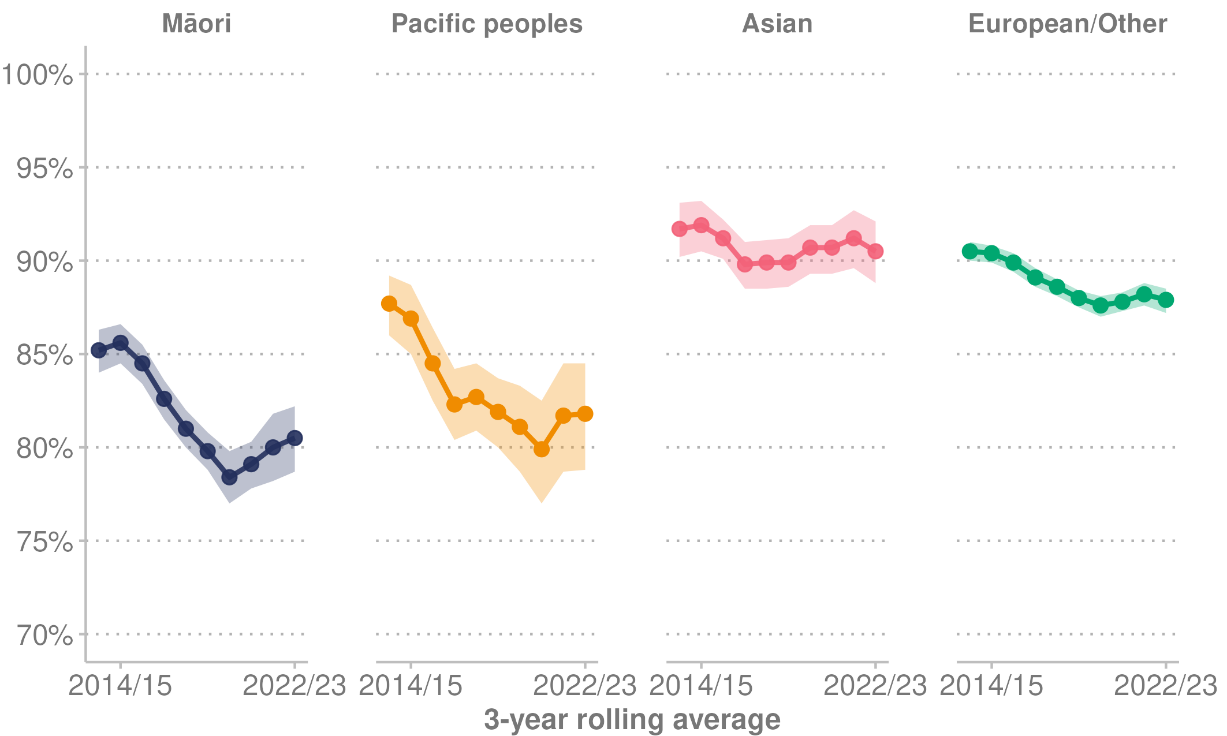 Māori Pacific peoples Asian European/Other
100%
95%
90%
85%
80%
75%
70%
2014/15 2022/23 2014/15 2022/23 2014/15 2022/23 2014/15 2022/23
3-year rolling average